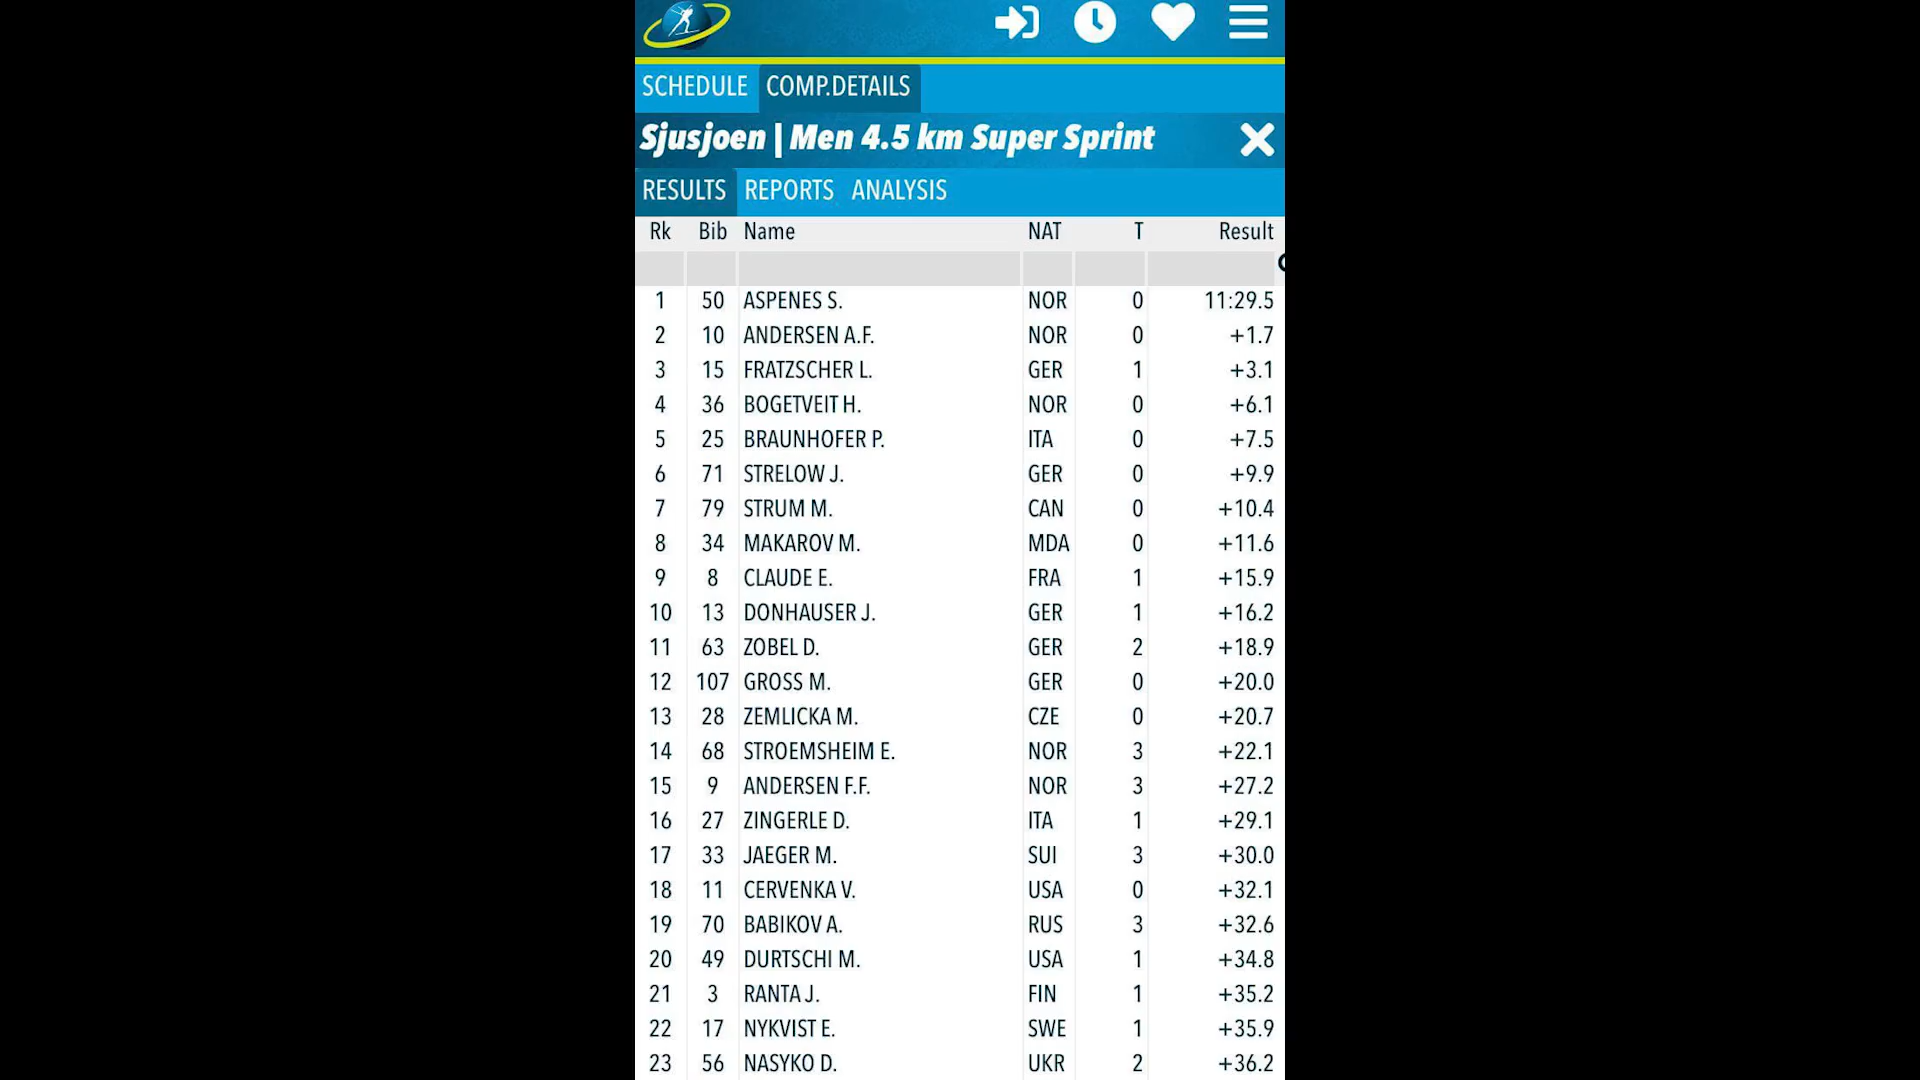 SCHEDULE COMP.DETAILS
Sjusjoen | Men 4.5 km Super Sprint
RESULTS REPORTS ANALYSIS
Rk Bib Name NAT T Result
1 50 ASPENES S. NOR 0 11:29.5
2 10 ANDERSEN A.F. NOR 0 +1.7
3 15 FRATZSCHER L. GER 1 +3.1
4 36 BOGETVEIT H. NOR 0 +6.1
5 25 BRAUNHOFER P. ITA 0 +7.5
6 71 STRELOW J. GER 0 +9.9
7 79 STRUM M. CAN 0 +10.4
8 34 MAKAROV M. MDA 0 +11.6
9 8 CLAUDE E. FRA 1 +15.9
10 13 DONHAUSER J. GER 1 +16.2
11 63 ZOBEL D. GER 2 +18.9
12 107 GROSS M. GER 0 +20.0
13 28 ZEMLICKA M. CZE 0 +20.7
14 68 STROEMSHEIM E. NOR 3 +22.1
15 9 ANDERSEN F.F. NOR 3 +27.2
16 27 ZINGERLE D. ITA 1 +29.1
17 33 JAEGER M. SUI 3 +30.0
18 11 CERVENKA V. USA 0 +32.1
19 70 BABIKOV A. RUS 3 +32.6
20 49 DURTSCHI M. USA 1 +34.8
21 3 RANTA J. FIN 1 +35.2
22 17 NYKVIST E. SWE 1 +35.9
23 56 NASYKO D. UKR 2 +36.2